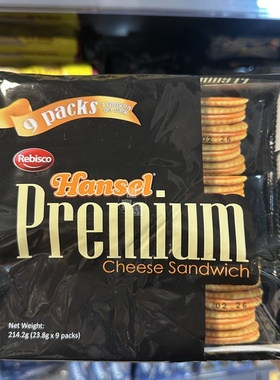 9 packs
Rebisco
Hansel
Premium
Cheese Sandwich
Net Weight:
214.2g (23.8g x 9 packs)